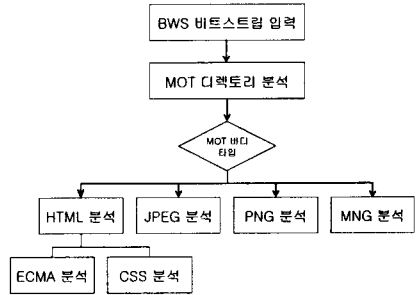 BWS 비트스트림 입력
MOT 디렉토리 분석
MOT 바디
타입
HTML 분석
JPEG 분석
PNG 분석
MNG 분석
ECMA 분석
CSS 분석